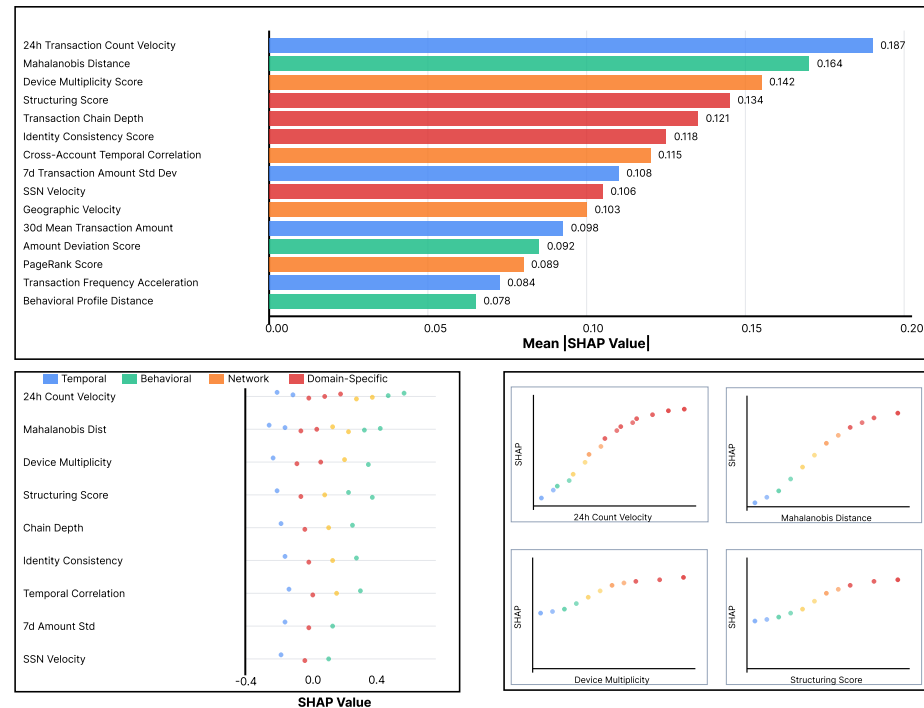 24h Transaction Count Velocity 0.187
Mahalanobis Distance 0.164
Device Multiplicity Score 0.142
Structuring Score 0.134
Transaction Chain Depth 0.121
Identity Consistency Score 0.118
Cross-Account Temporal Correlation 0.115
7d Transaction Amount Std Dev 0.108
SSN Velocity 0.106
Geographic Velocity 0.103
30d Mean Transaction Amount 0.098
Amount Deviation Score 0.092
PageRank Score 0.089
Transaction Frequency Acceleration 0.084
Behavioral Profile Distance 0.078
0.00 0.05 0.10 0.15 0.20
Mean |SHAP Value|
Temporal Behavioral Network Domain-Specific
24h Count Velocity
Mahalanobis Dist
Device Multiplicity
Structuring Score
Chain Depth
Identity Consistency
Temporal Correlation
7d Amount Std
SSN Velocity
-0.4 0.0 0.4
SHAP Value
SHAP
24h Count Velocity
SHAP
Mahalanobis Distance
SHAP
Device Multiplicity
SHAP
Structuring Score